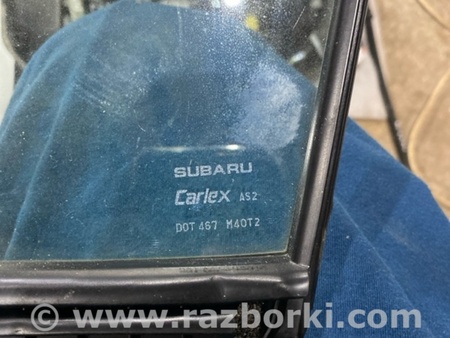 SUBARU
Carlex AS2
DOT 467 M40T2
www.razborki.com